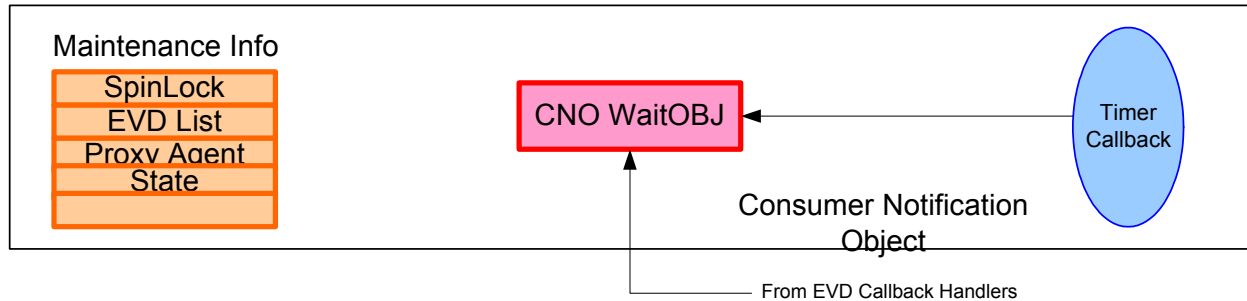 Maintenance Info
SpinLock
EVD List
Proxy Agent
State
CNO WaitOBJ
Timer
Callback
Consumer Notification
Object
From EVD Callback Handlers